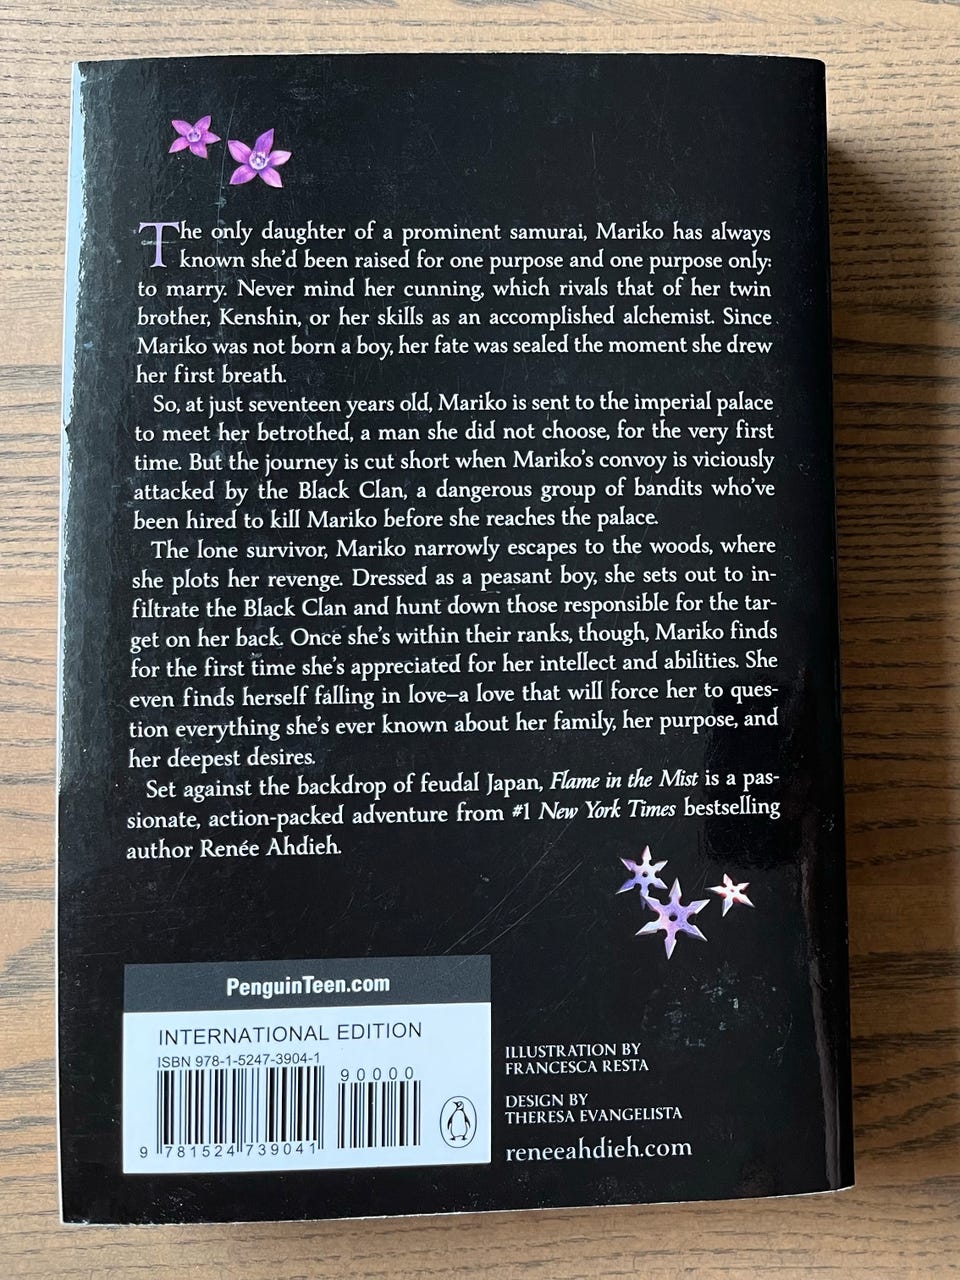 The only daughter of a prominent samurai, Mariko has always
known she'd been raised for one purpose and one purpose only:
to marry. Never mind her cunning, which rivals that of her twin
brother, Kenshin, or her skills as an accomplished alchemist. Since
Mariko was not born a boy, her fate was sealed the moment she drew
her first breath.
So, at just seventeen years old, Mariko is sent to the imperial palace
to meet her betrothed, a man she did not choose, for the very first
time. But the journey is cut short when Mariko's convoy is viciously
attacked by the Black Clan, a dangerous group of bandits who've
been hired to kill Mariko before she reaches the palace.
The lone survivor, Mariko narrowly escapes to the woods, where
she plots her revenge. Dressed as a peasant boy, she sets out to in-
filtrate the Black Clan and hunt down those responsible for the tar-
get on her back. Once she's within their ranks, though, Mariko finds
for the first time she's appreciated for her intellect and abilities. She
even finds herself falling in love—a love that will force her to ques-
tion everything she's ever known about her family, her purpose, and
her deepest desires.
Set against the backdrop of feudal Japan, Flame in the Mist is a pas-
sionate, action-packed adventure from #1 New York Times bestselling
author Renée Ahdieh.
PenguinTeen.com
INTERNATIONAL EDITION
ISBN 978-1-5247-3904-1
90000
9 781524 739041
ILLUSTRATION BY
FRANCESCA RESTA
DESIGN BY
THERESA EVANGELISTA
reneeahdieh.com